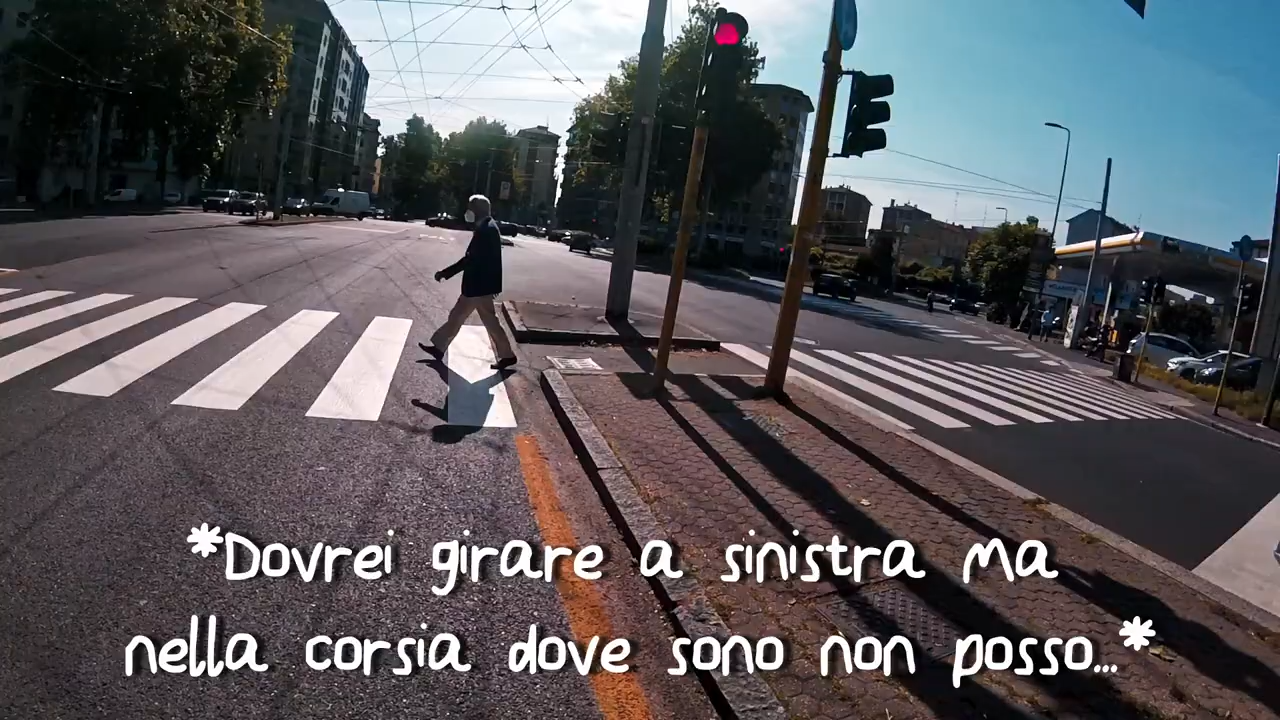 *Dovrei girare a sinistra ma
nella corsia dove sono non posso...*